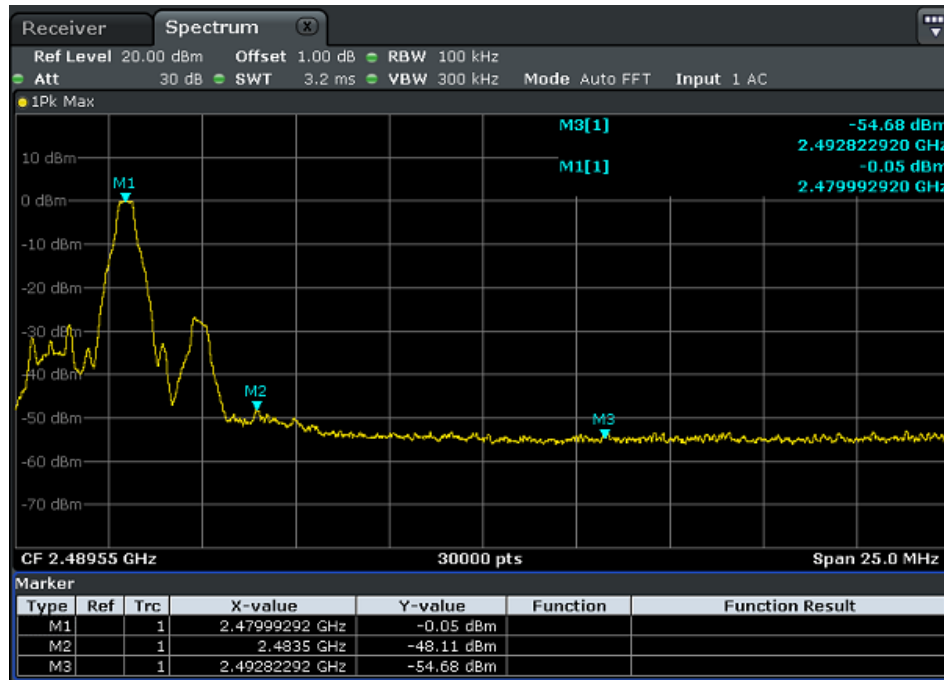 Receiver Spectrum X
Ref Level 20.00 dBm Offset 1.00 dB RBW 100 kHz
Att 30 dB SWT 3.2 ms VBW 300 kHz Mode Auto FFT Input 1 AC
1Pk Max
M3[1] -54.68 dBm
2.492822920 GHz
10 dBm
M1[1] -0.05 dBm
2.479992920 GHz
M1
0 dBm
-10 dBm
-20 dBm
-30 dBm
-40 dBm
M2
-50 dBm
M3
-60 dBm
-70 dBm
CF 2.48955 GHz 30000 pts Span 25.0 MHz
Marker
Type Ref Trc X-value Y-value Function Function Result
M1 1 2.47999292 GHz -0.05 dBm
M2 1 2.4835 GHz -48.11 dBm
M3 1 2.49282292 GHz -54.68 dBm